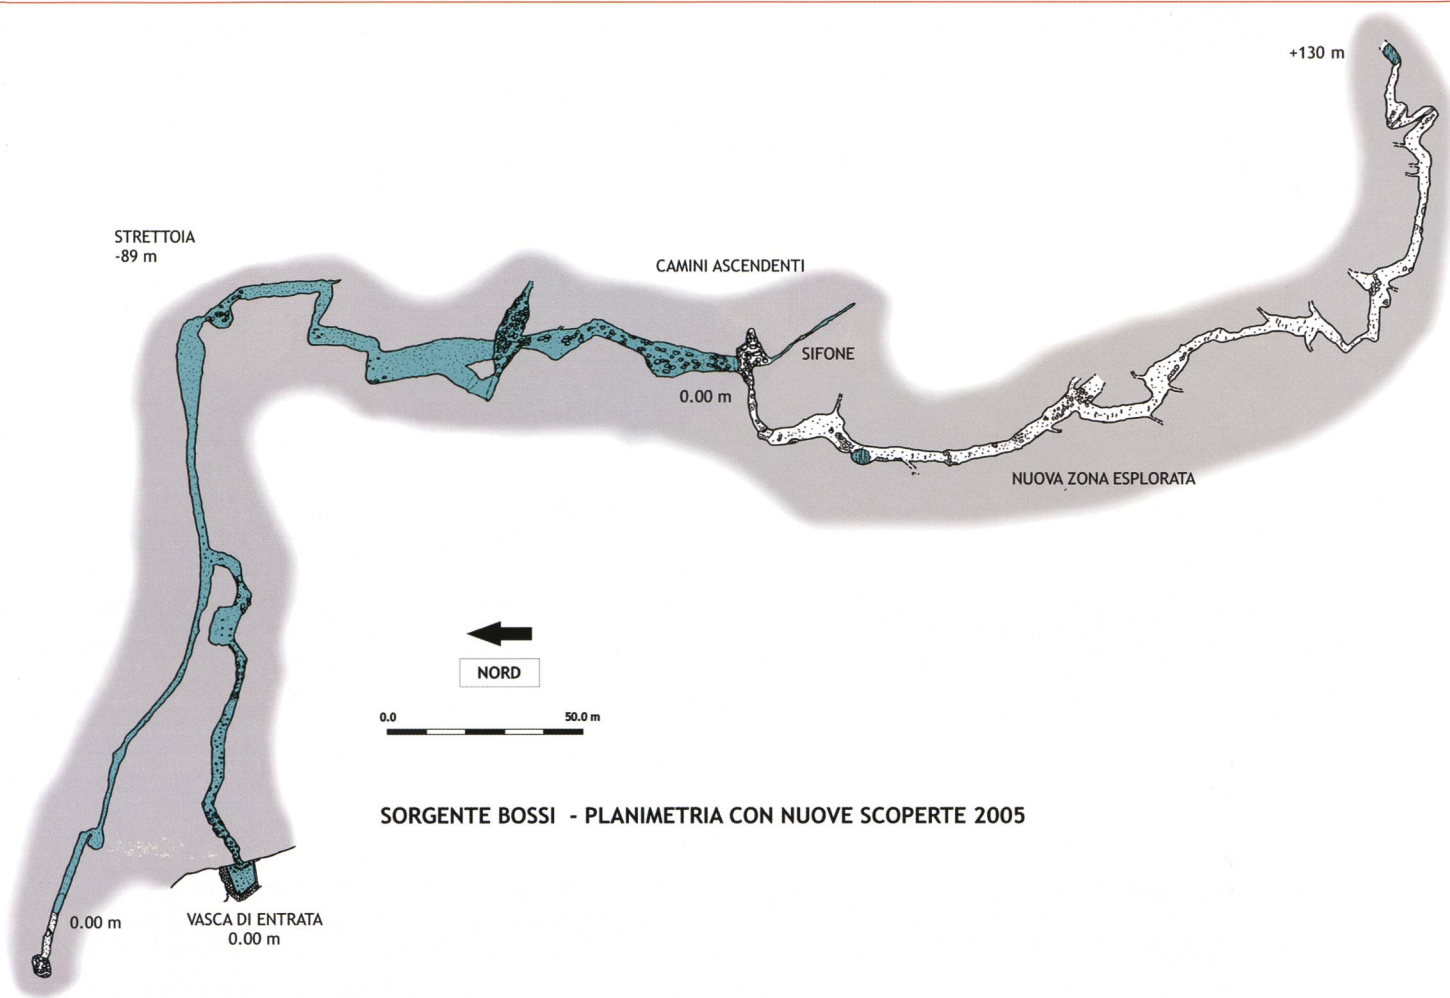 +130 m
STRETTOIA
-89 m
CAMINI ASCENDENTI
SIFONE
0.00 m
NUOVA ZONA ESPLORATA
NORD
0.0 50.0 m
SORGENTE BOSSI - PLANIMETRIA CON NUOVE SCOPERTE 2005
0.00 m
VASCA DI ENTRATA
0.00 m